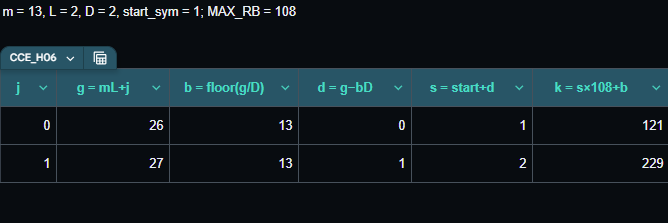 m = 13, L = 2, D = 2, start_sym = 1; MAX_RB = 108
CCE_H06
j g = mL+j b = floor(g/D) d = g−bD s = start+d k = s×108+b
0 26 13 0 1 121
1 27 13 1 2 229